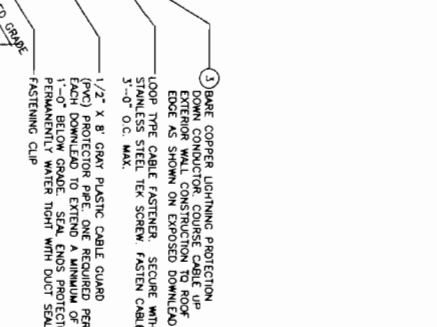 3 BARE COPPER LIGHTNING PROTECTION
DOWN CONDUCTOR. COURSE CABLE UP
EXTERIOR WALL CONSTRUCTION TO ROOF
EDGE AS SHOWN ON EXPOSED DOWNLEAD
LOOP TYPE CABLE FASTENER. SECURE WITH
STAINLESS STEEL TEK SCREW. FASTEN CABLE
3'-0" O.C. MAX.
1/2" X 8' GRAY PLASTIC CABLE GUARD
(PVC) PROTECTOR PIPE. ONE REQUIRED PER
EACH DOWNLEAD TO EXTEND A MINIMUM OF
1'-0" BELOW GRADE. SEAL ENDS PROTECT
PERMANENTLY WATER TIGHT WITH DUCT SEAL
FASTENING CLIP
GRADE